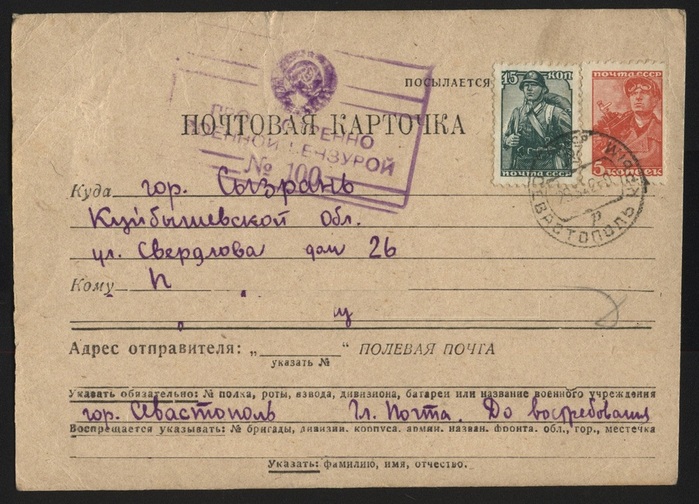 ПОСЫЛАЕТСЯ
15 КОП
ПОЧТА СССР
ПОЧТА СССР
5 КОПЕЕК
ПОЧТОВАЯ КАРТОЧКА
ПРОСМОТРЕНО
ВОЕННОЙ ЦЕНЗУРОЙ
№ 100
СЕВАСТОПОЛЬ
Куда гор. Сызрань
Куйбышевской Обл.
ул. Свердлова дом 26
Кому
Адрес отправителя: „ “ ПОЛЕВАЯ ПОЧТА
указать №
Указать обязательно: № полка, роты, взвода, дивизиона, батареи или название военного учреждения
гор. Севастополь Гл. Почта. До востребования
Воспрещается указывать: № бригады, дивизии, корпуса, армии, назван. фронта, обл., гор., местечка
Указать: фамилию, имя, отчество.